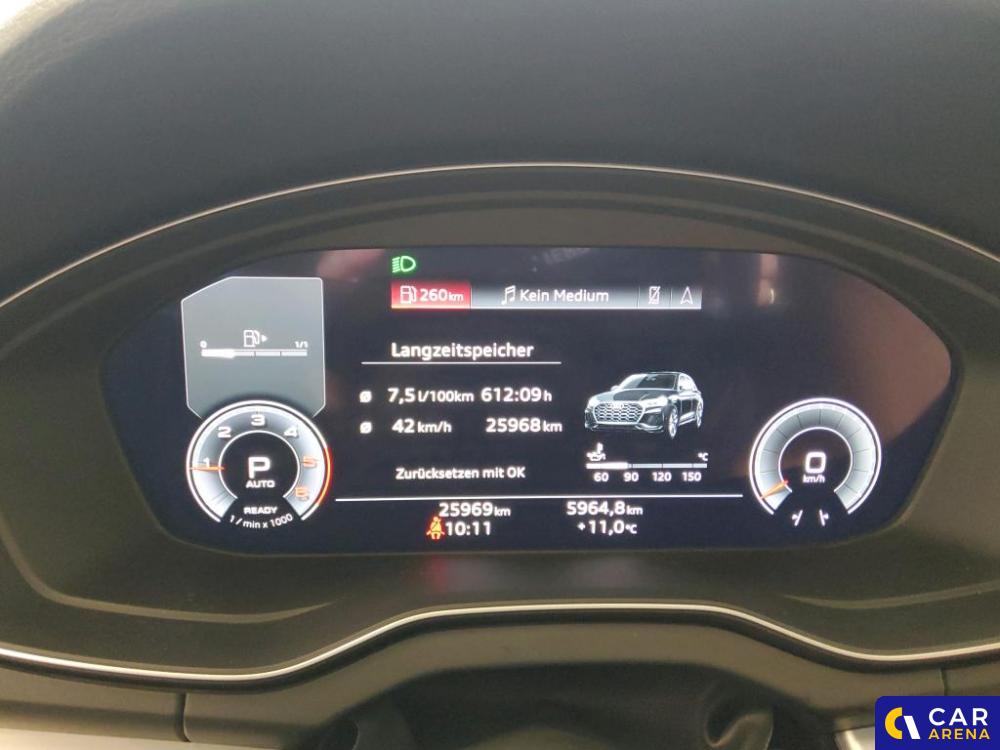 260km
Kein Medium
0 1/1
Langzeitspeicher
Ø 7,5 l/100km 612:09h
Ø 42 km/h 25968 km
Zurücksetzen mit OK
°C
60 90 120 150
1 2 3 4 5 6
P
AUTO
READY
1/min x 1000
0
km/h
25969km 5964,8km
10:11 +11,0°C
CAR
ARENA